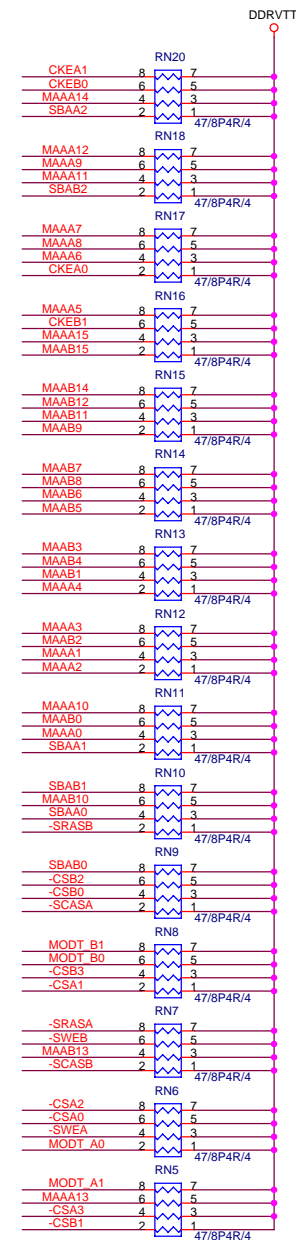 DDRVTT
RN20
CKEA1 8 7
CKEB0 6 5
MAAA14 4 3
SBAA2 2 1
47/8P4R/4
RN18
MAAA12 8 7
MAAA9 6 5
MAAA11 4 3
SBAB2 2 1
47/8P4R/4
RN17
MAAA7 8 7
MAAA8 6 5
MAAA6 4 3
CKEA0 2 1
47/8P4R/4
RN16
MAAA5 8 7
CKEB1 6 5
MAAA15 4 3
MAAB15 2 1
47/8P4R/4
RN15
MAAB14 8 7
MAAB12 6 5
MAAB11 4 3
MAAB9 2 1
47/8P4R/4
RN14
MAAB7 8 7
MAAB8 6 5
MAAB6 4 3
MAAB5 2 1
47/8P4R/4
RN13
MAAB3 8 7
MAAB4 6 5
MAAB1 4 3
MAAA4 2 1
47/8P4R/4
RN12
MAAA3 8 7
MAAB2 6 5
MAAA1 4 3
MAAA2 2 1
47/8P4R/4
RN11
MAAA10 8 7
MAAB0 6 5
MAAA0 4 3
SBAA1 2 1
47/8P4R/4
RN10
SBAB1 8 7
MAAB10 6 5
SBAA0 4 3
-SRASB 2 1
47/8P4R/4
RN9
SBAB0 8 7
-CSB2 6 5
-CSB0 4 3
-SCASA 2 1
47/8P4R/4
RN8
MODT_B1 8 7
MODT_B0 6 5
-CSB3 4 3
-CSA1 2 1
47/8P4R/4
RN7
-SRASA 8 7
-SWEB 6 5
MAAB13 4 3
-SCASB 2 1
47/8P4R/4
RN6
-CSA2 8 7
-CSA0 6 5
-SWEA 4 3
MODT_A0 2 1
47/8P4R/4
RN5
MODT_A1 8 7
MAAA13 6 5
-CSA3 4 3
-CSB1 2 1
47/8P4R/4